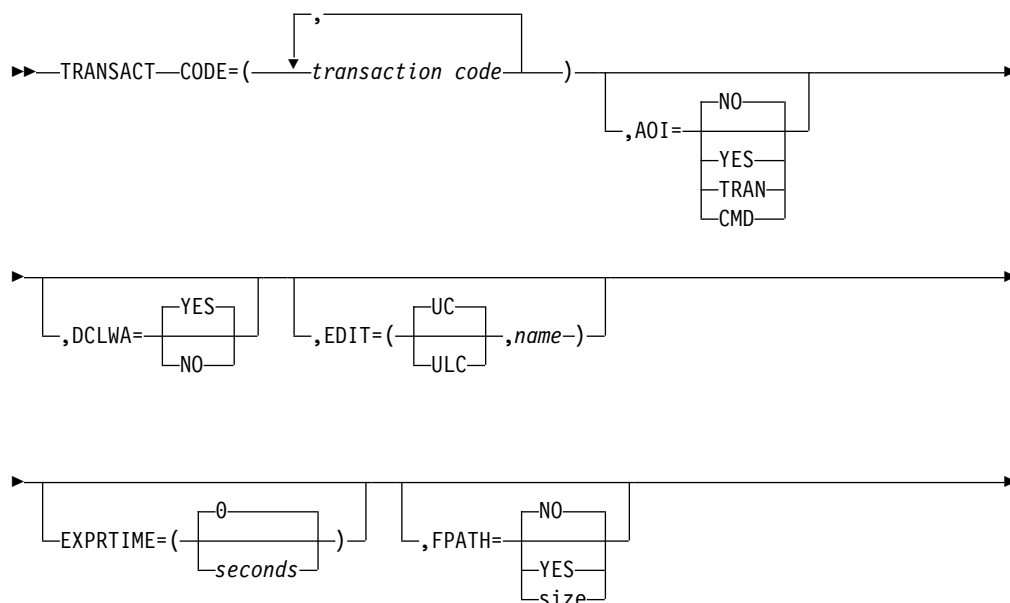 ,
TRANSACT CODE=( transaction code )
,AOI=
NO
YES
TRAN
CMD
,DCLWA=
YES
NO
,EDIT=(
UC
ULC
,name )
EXPRTIME=(
0
seconds
)
,FPATH=
NO
YES
size